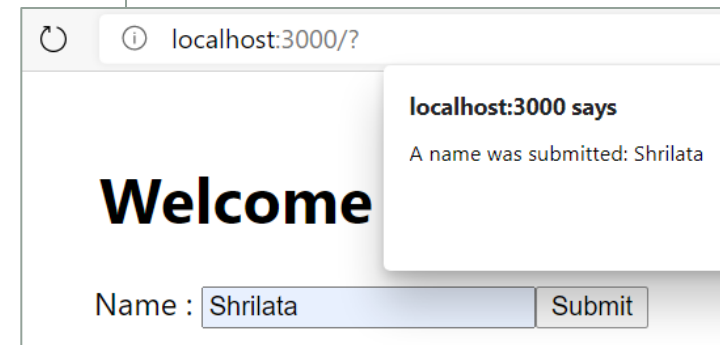 localhost:3000/?
localhost:3000 says
A name was submitted: Shrilata
Welcome
Name : Shrilata Submit